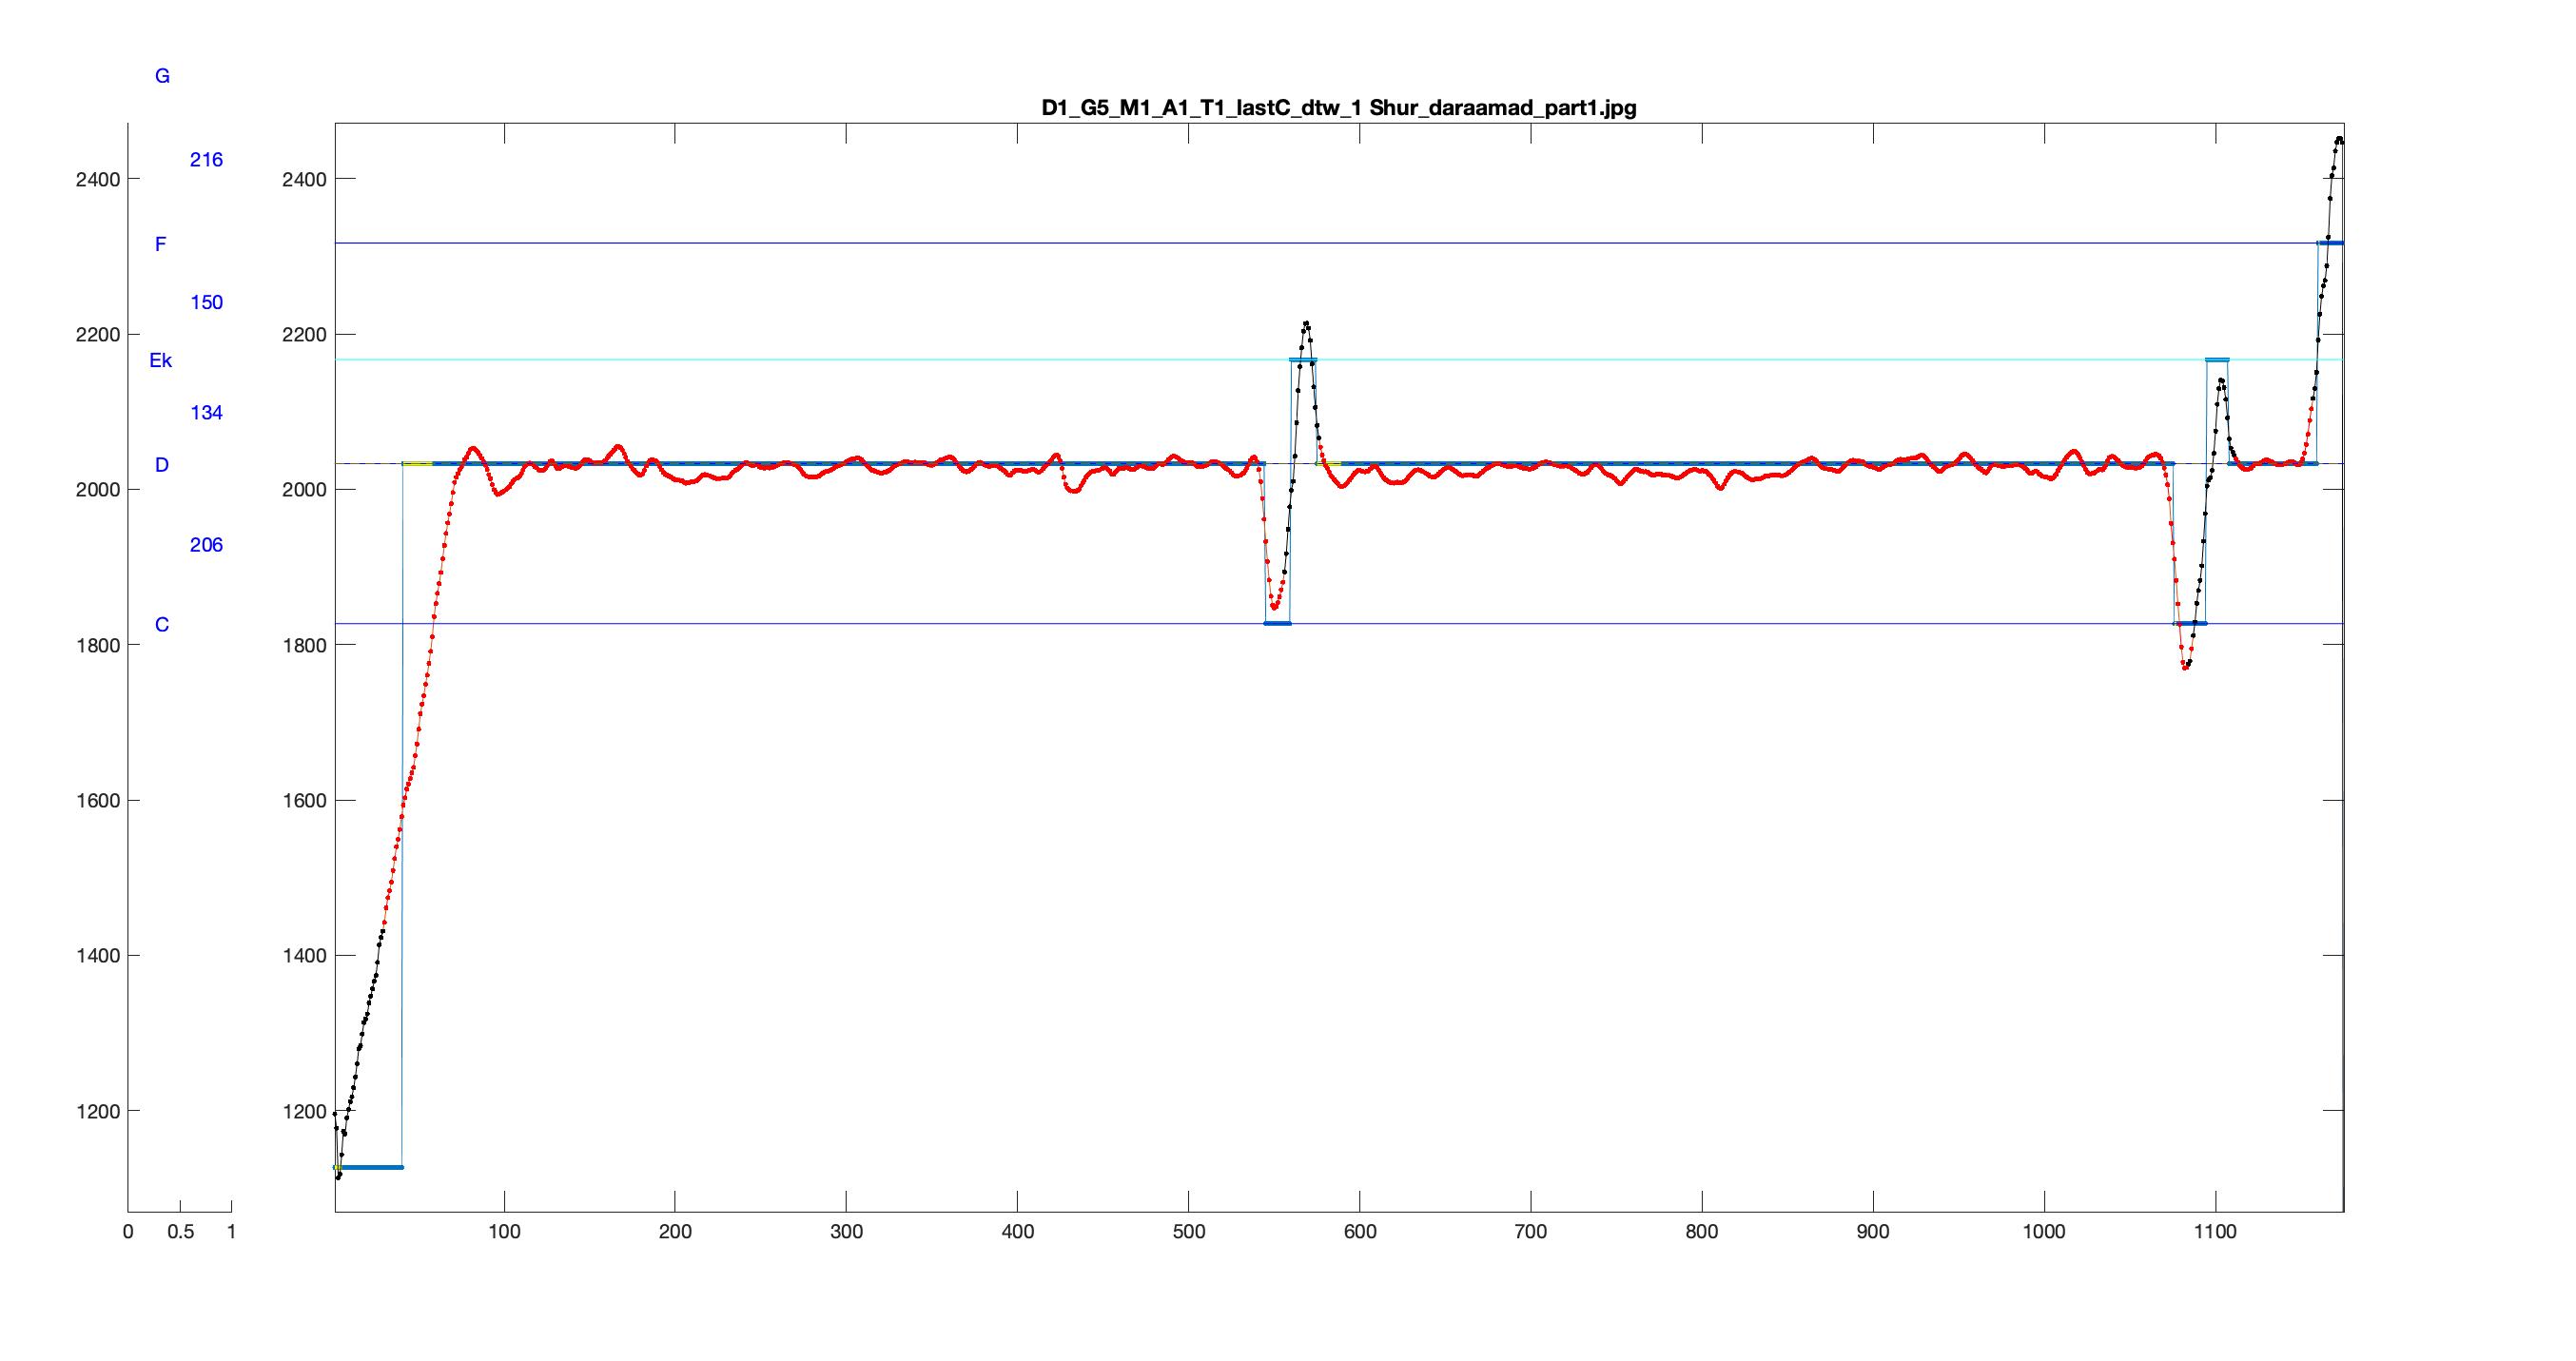 G
D1_G5_M1_A1_T1_lastC_dtw_1 Shur_daraamad_part1.jpg
216
2400 2400
F
150
2200 2200
Ek
134
D
2000 2000
206
C
1800 1800
1600 1600
1400 1400
1200 1200
0 0.5 1 100 200 300 400 500 600 700 800 900 1000 1100